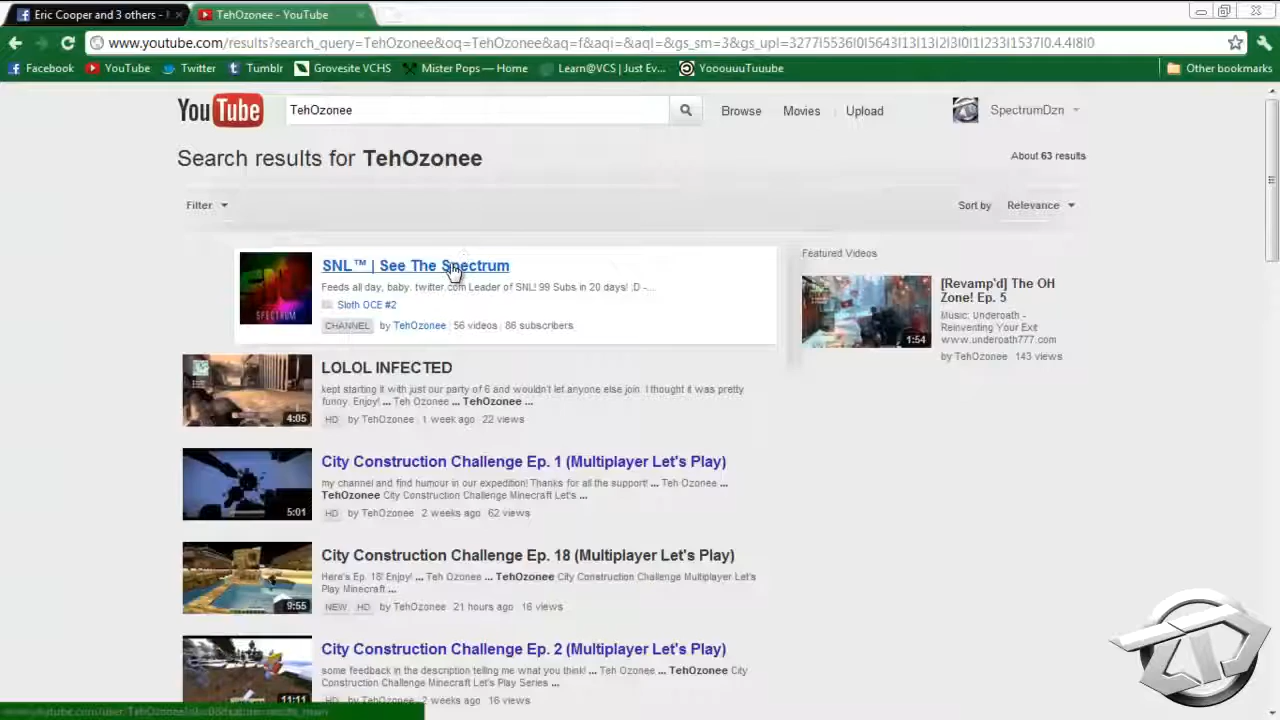 Eric Cooper and 3 others -
TehOzonee - YouTube
www.youtube.com/results?search_query=TehOzonee&oq=TehOzonee&aq=f&aqi=&aql=&gs_sm=3&gs_upl=3277l5536l0l5643l13l13l2l3l0l1l233l1537l0.4.4l8l0
Facebook YouTube Twitter Tumblr Grovesite VCHS Mister Pops — Home Learn@VCS | Just Ev... YooouuuTuuube Other bookmarks
YouTube TehOzonee Browse Movies Upload SpectrumDzn
Search results for TehOzonee About 63 results
Filter Sort by Relevance
SNL™ | See The Spectrum
Feeds all day, baby. twitter.com Leader of SNL! 99 Subs in 20 days! :D -...
Sloth OCE #2
CHANNEL by TehOzonee 56 videos 86 subscribers
SPECTRUM
Featured Videos
[Revamp'd] The OH
Zone! Ep. 5
Music: Underoath -
Reinventing Your Exit
www.underoath777.com
by TehOzonee 143 views
1:54
LOLOL INFECTED
kept starting it with just our party of 6 and wouldn't let anyone else join. I thought it was pretty
funny. Enjoy! ... Teh Ozonee ... TehOzonee ...
HD by TehOzonee 1 week ago 22 views
4:05
City Construction Challenge Ep. 1 (Multiplayer Let's Play)
my channel and find humour in our expedition! Thanks for all the support! ... Teh Ozonee ...
TehOzonee City Construction Challenge Minecraft Let's ...
HD by TehOzonee 2 weeks ago 62 views
5:01
City Construction Challenge Ep. 18 (Multiplayer Let's Play)
Here's Ep. 18! Enjoy! ... Teh Ozonee ... TehOzonee City Construction Challenge Multiplayer Let's
Play Minecraft ...
NEW HD by TehOzonee 21 hours ago 16 views
9:55
City Construction Challenge Ep. 2 (Multiplayer Let's Play)
some feedback in the description telling me what you think! ... Teh Ozonee ... TehOzonee City
Construction Challenge Minecraft Let's Play Series ...
HD by TehOzonee 2 weeks ago 16 views
11:11